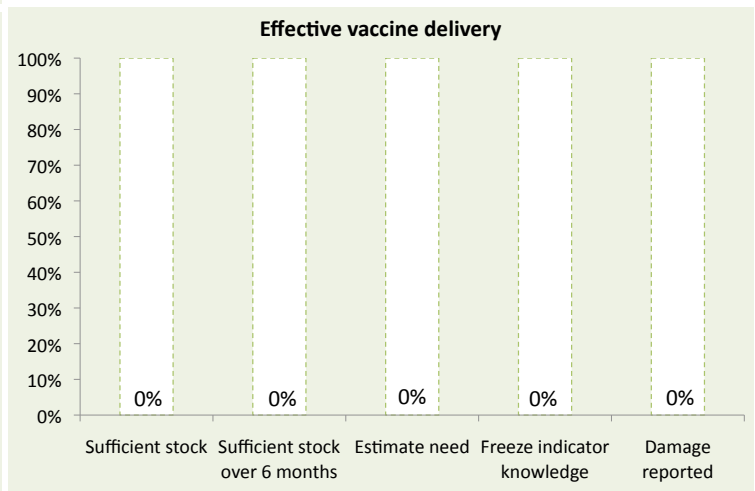 Effective vaccine delivery
100%
90%
80%
70%
60%
50%
40%
30%
20%
10%
0%
0% 0% 0% 0% 0%
Sufficient stock Sufficient stock Estimate need Freeze indicator Damage
over 6 months knowledge reported